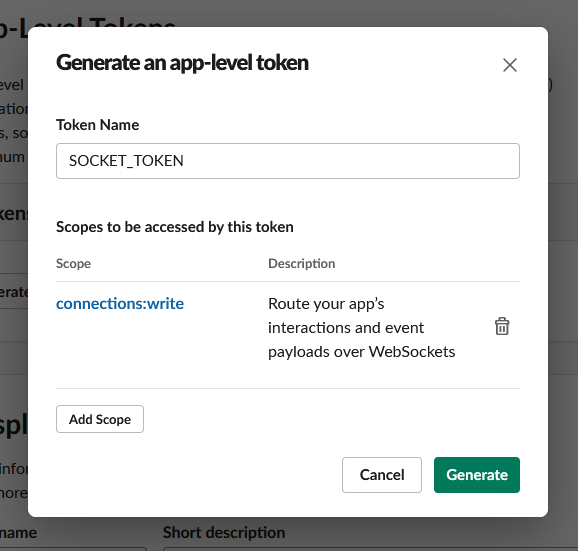 p-Level Tokens
Generate an app-level token
evel
)
ation
Token Name
s, so
SOCKET_TOKEN
num
kens
Scopes to be accessed by this token
Scope Description
erate
connections:write
Route your app's
interactions and event
payloads over WebSockets
Add Scope
spl
infor
Cancel Generate
more
name Short description